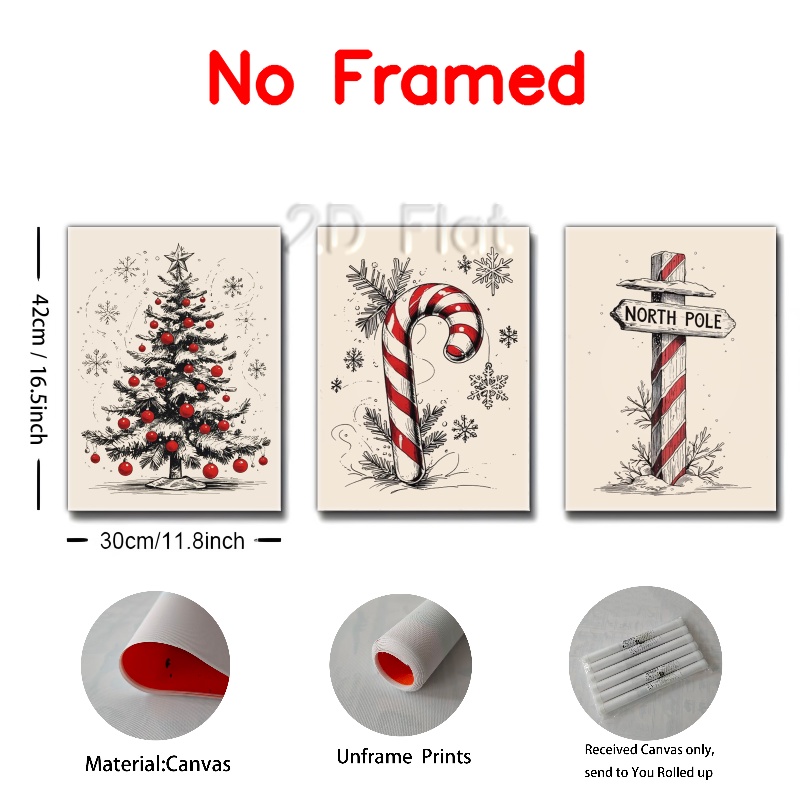 No Framed
2.D Flat
42cm / 16.5inch
NORTH POLE
30cm/11.8inch
Material:Canvas
Unframe Prints
Received Canvas only,
send to You Rolled up